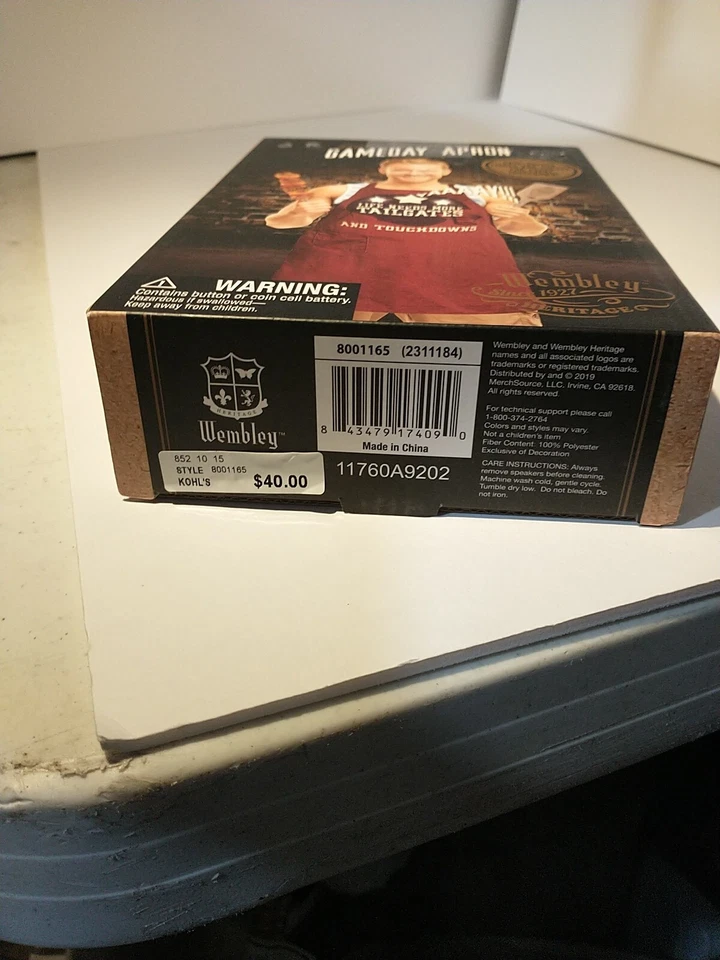 GAMEDAY APRON
YAAAAYIII
LIFE NEEDS MORE
TAILGATES
AND TOUCHDOWNS
WARNING:
Contains button or coin cell battery.
Hazardous if swallowed—
Keep away from children.
Wembley
Since 1927
HERITAGE
HERITAGE
Wembley™
852 10 15
STYLE 8001165
KOHL'S $40.00
8001165 (2311184)
8 43479 17409 0
Made in China
11760A9202
Wembley and Wembley Heritage
names and all associated logos are
trademarks or registered trademarks.
Distributed by and © 2019
MerchSource, LLC. Irvine, CA 92618.
All rights reserved.
For technical support please call
1-800-374-2764
Colors and styles may vary.
Not a children's item
Fiber Content: 100% Polyester
Exclusive of Decoration
CARE INSTRUCTIONS: Always
remove speakers before cleaning.
Machine wash cold, gentle cycle.
Tumble dry low. Do not bleach. Do
not iron.